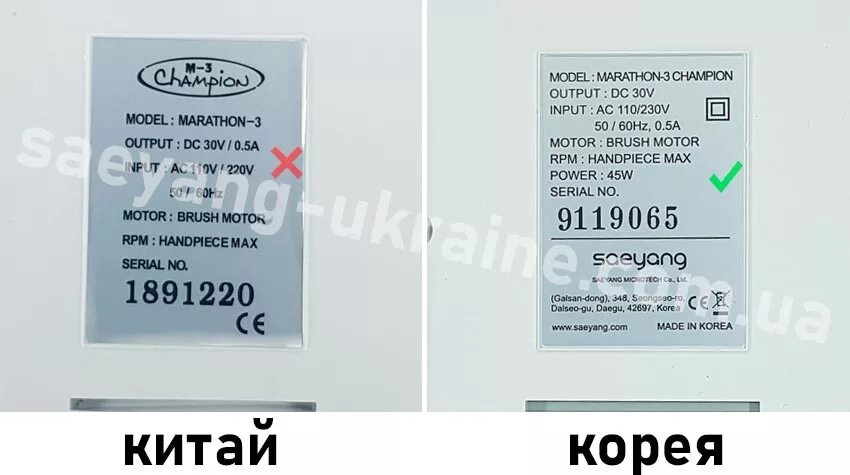 M-3
Champion
MODEL : MARATHON-3
OUTPUT : DC 30V / 0.5A
INPUT : AC 110V / 220V
50 / 60Hz
MOTOR : BRUSH MOTOR
RPM : HANDPIECE MAX
SERIAL NO.
1891220
CE
китай
MODEL: MARATHON-3 CHAMPION
OUTPUT : DC 30V
INPUT : AC 110/230V
50 / 60Hz, 0.5A
MOTOR : BRUSH MOTOR
RPM : HANDPIECE MAX
POWER : 45W
SERIAL NO.
9119065
saeyang
SAEYANG MICROTECH Co., Ltd.
(Galsan-dong), 348, Seongseo-ro,
Dalseo-gu, Daegu, 42697, Korea
CE
www.saeyang.com MADE IN KOREA
корея
saeyang-ukraine.com.ua